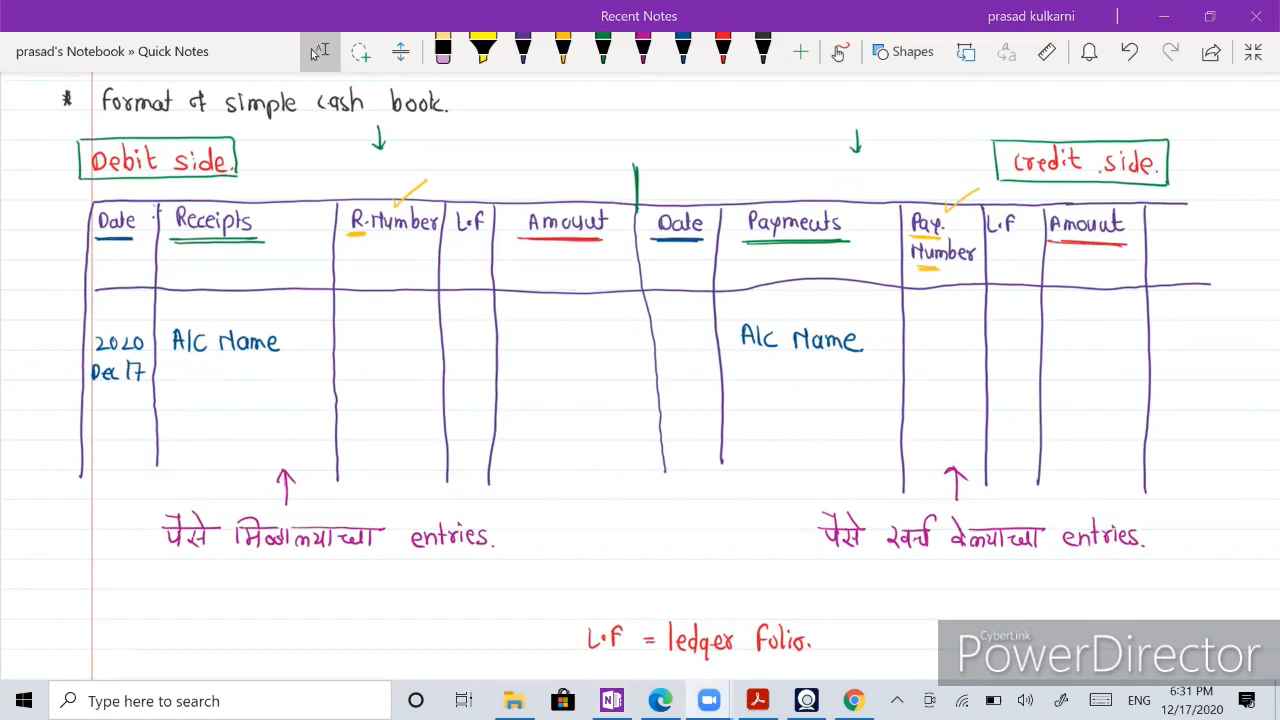 Recent Notes
prasad kulkarni
prasad's Notebook » Quick Notes
Shapes
* format of simple cash book.
Debit side.
Credit side.
Date Receipts R.Number L.F Amount Date Payments Pay. Number L.F Amount
2020 Dec 17 A/C Name A/C Name
पैसे मिळाल्याच्या entries.
पैसे खर्च केल्याच्या entries.
L.F = ledger folio.
CyberLink
PowerDirector
Type here to search
6:31 PM
12/17/2020